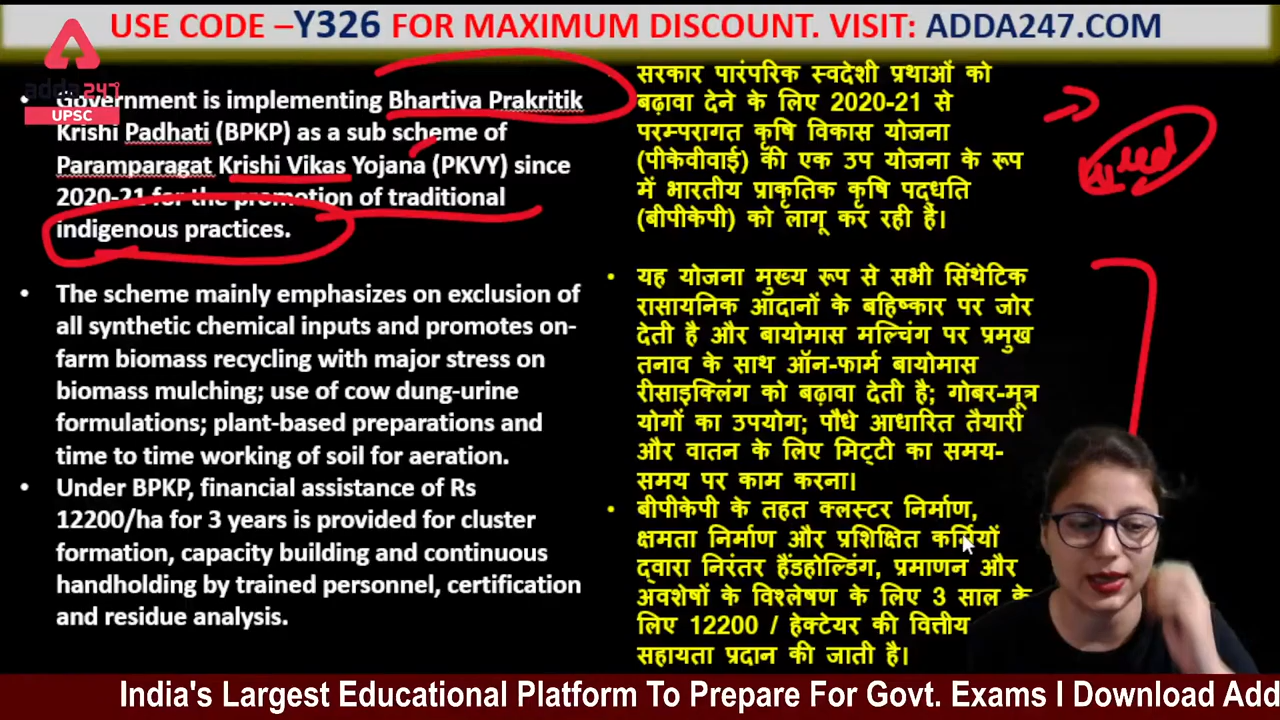 USE CODE –Y326 FOR MAXIMUM DISCOUNT. VISIT: ADDA247.COM
adda 247
UPSC
• Government is implementing Bhartiya Prakritik
Krishi Padhati (BPKP) as a sub scheme of
Paramparagat Krishi Vikas Yojana (PKVY) since
2020-21 for the promotion of traditional
indigenous practices.
• The scheme mainly emphasizes on exclusion of
all synthetic chemical inputs and promotes on-
farm biomass recycling with major stress on
biomass mulching; use of cow dung-urine
formulations; plant-based preparations and
time to time working of soil for aeration.
• Under BPKP, financial assistance of Rs
12200/ha for 3 years is provided for cluster
formation, capacity building and continuous
handholding by trained personnel, certification
and residue analysis.
सरकार पारंपरिक स्वदेशी प्रथाओं को
बढ़ावा देने के लिए 2020-21 से
परम्परागत कृषि विकास योजना
(पीकेवीवाई) की एक उप योजना के रूप
में भारतीय प्राकृतिक कृषि पद्धति
(बीपीकेपी) को लागू कर रही है।
• यह योजना मुख्य रूप से सभी सिंथेटिक
रासायनिक आदानों के बहिष्कार पर जोर
देती है और बायोमास मल्चिंग पर प्रमुख
तनाव के साथ ऑन-फार्म बायोमास
रीसाइक्लिंग को बढ़ावा देती है; गोबर-मूत्र
योगों का उपयोग; पौधे आधारित तैयारी
और वातन के लिए मिट्टी का समय-
समय पर काम करना।
• बीपीकेपी के तहत क्लस्टर निर्माण,
क्षमता निर्माण और प्रशिक्षित कर्मियों
द्वारा निरंतर हैंडहोल्डिंग, प्रमाणन और
अवशेषों के विश्लेषण के लिए 3 साल के
लिए 12200 / हेक्टेयर की वित्तीय
सहायता प्रदान की जाती है।
India's Largest Educational Platform To Prepare For Govt. Exams I Download Add